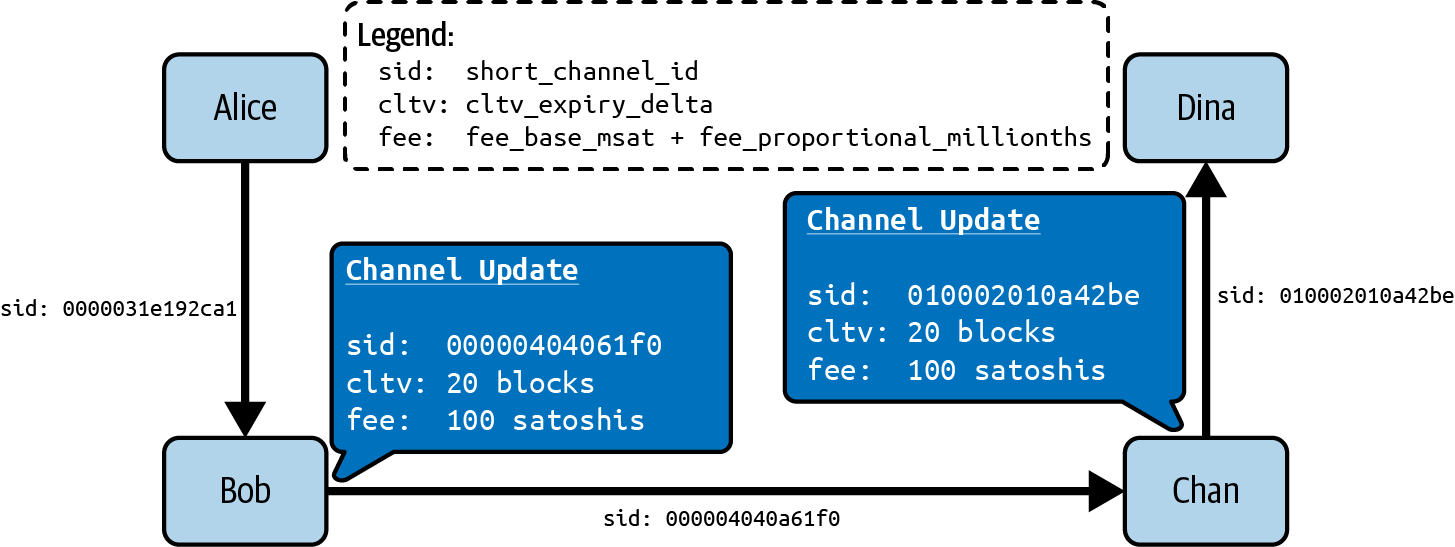 Legend:
sid:  short_channel_id
cltv: cltv_expiry_delta
fee:  fee_base_msat + fee_proportional_millionths
Alice
Dina
Channel Update
sid:  010002010a42be
cltv: 20 blocks
fee:  100 satoshis
Channel Update
sid:  00000404061f0
cltv: 20 blocks
fee:  100 satoshis
sid: 0000031e192ca1
sid: 010002010a42be
Bob
Chan
sid: 000004040a61f0